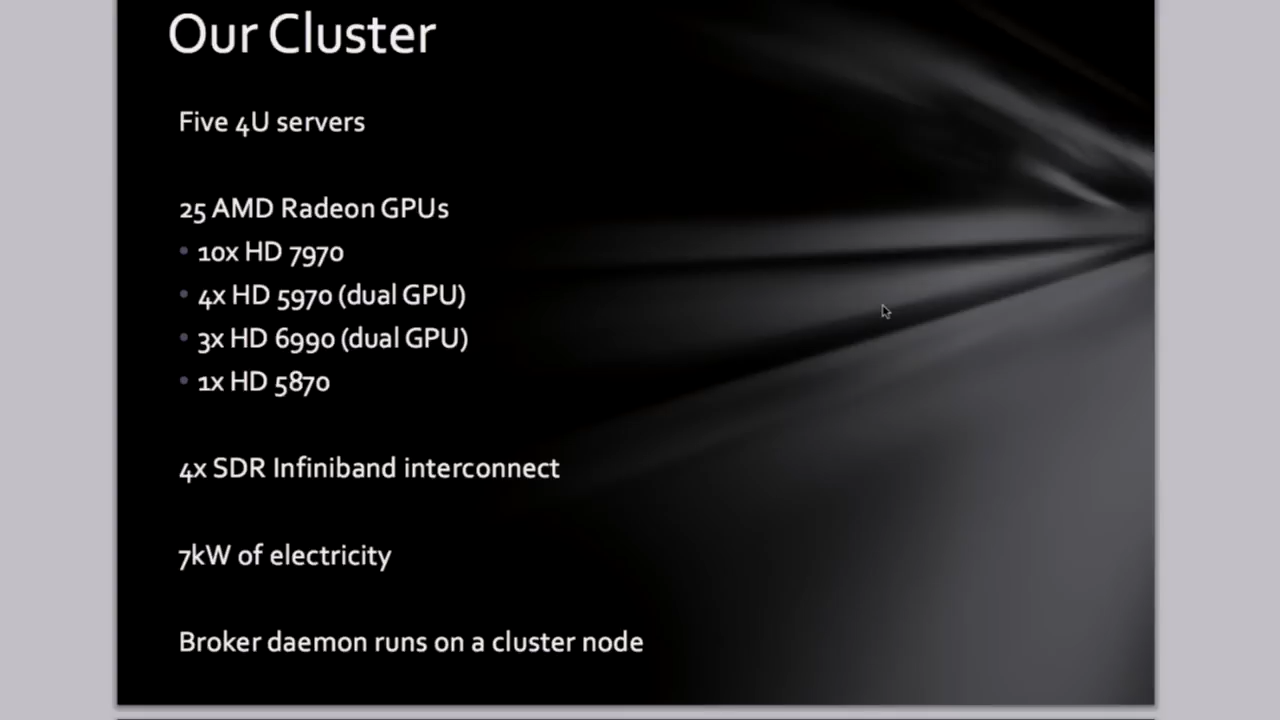 Our Cluster
Five 4U servers
25 AMD Radeon GPUs
• 10x HD 7970
• 4x HD 5970 (dual GPU)
• 3x HD 6990 (dual GPU)
• 1x HD 5870
4x SDR Infiniband interconnect
7kW of electricity
Broker daemon runs on a cluster node